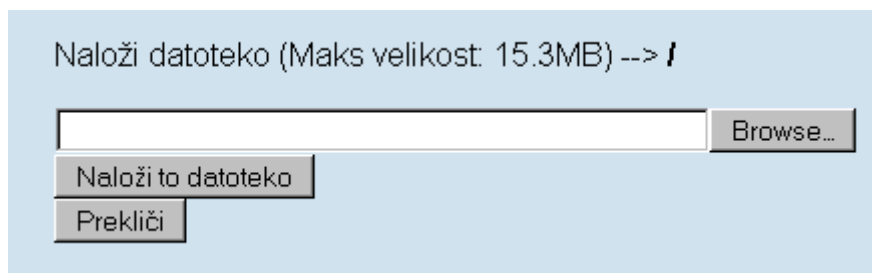 Naloži datoteko (Maks velikost: 15.3MB) --> /
Browse...
Naloži to datoteko
Prekliči